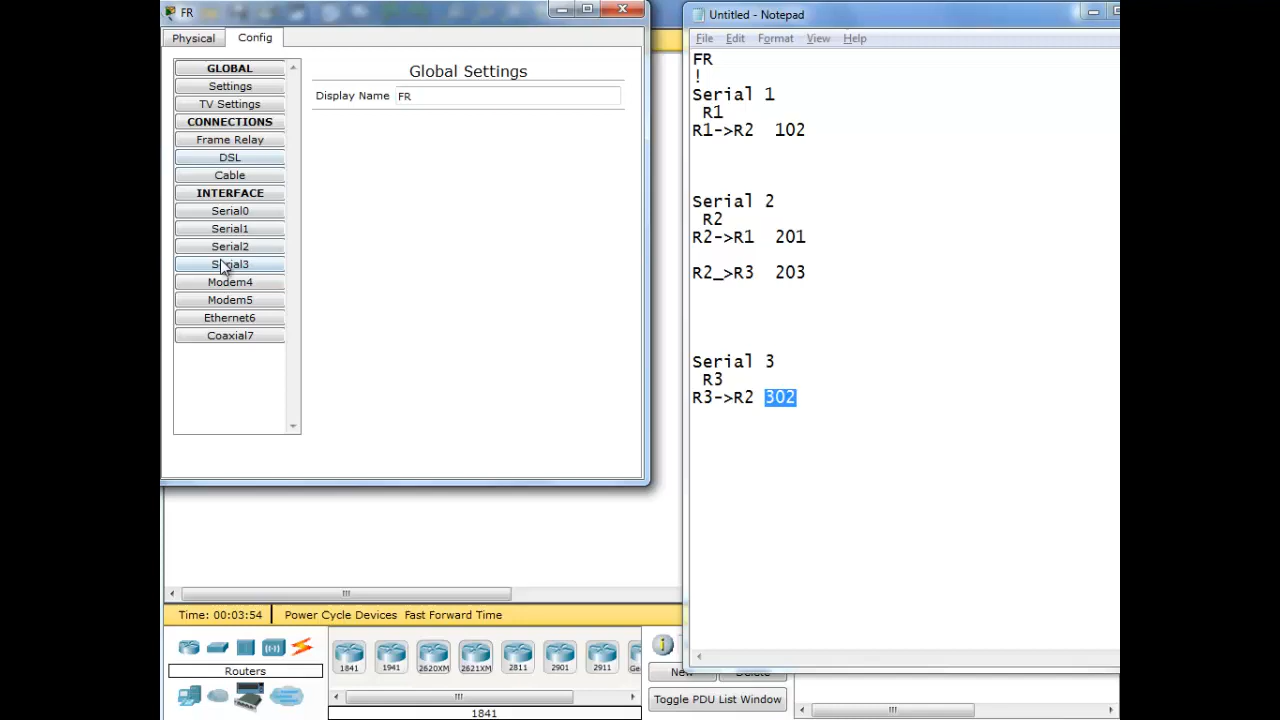 FR
Physical
Config
GLOBAL
Settings
TV Settings
CONNECTIONS
Frame Relay
DSL
Cable
INTERFACE
Serial0
Serial1
Serial2
Serial3
Modem4
Modem5
Ethernet6
Coaxial7
Global Settings
Display Name FR
Time: 00:03:54
Power Cycle Devices Fast Forward Time
Routers
1841
1941
2620XM
2621XM
2811
2901
2911
1841
New
Delete
Toggle PDU List Window
Untitled - Notepad
File Edit Format View Help
FR
!
Serial 1
R1
R1->R2 102
Serial 2
R2
R2->R1 201
R2_>R3 203
Serial 3
R3
R3->R2 302